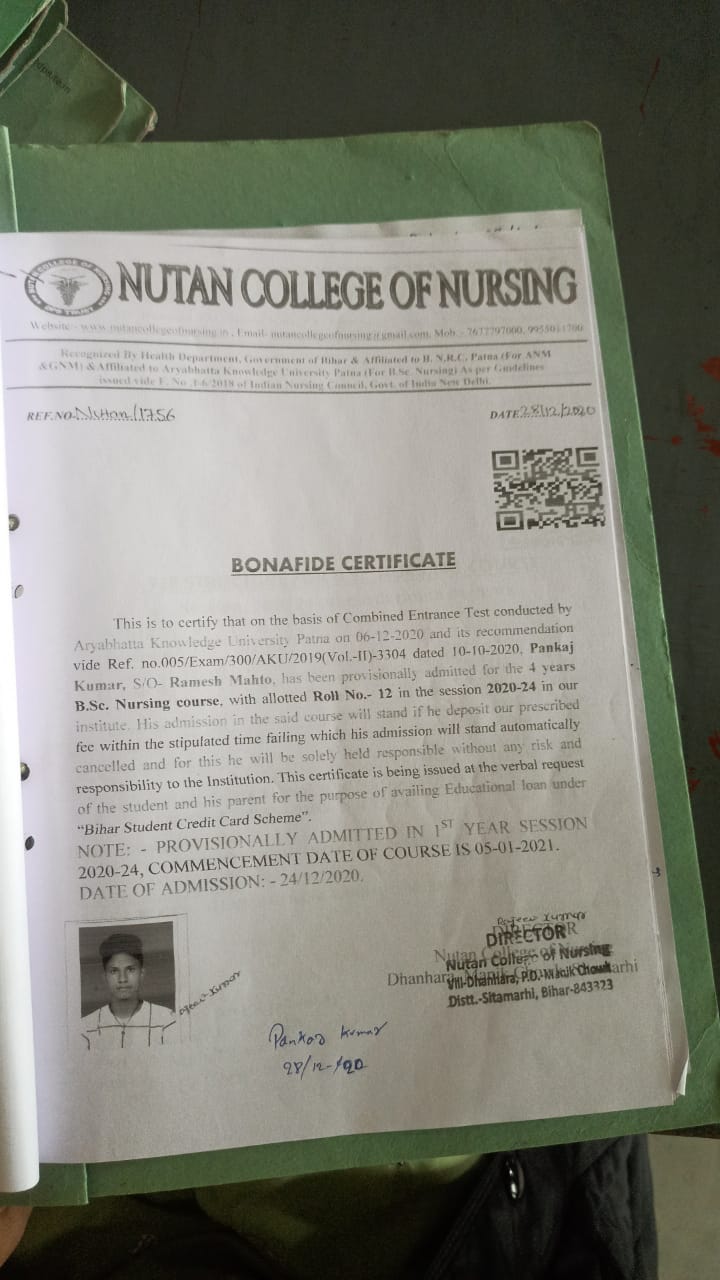 NUTAN COLLEGE OF NURSING
Website:- www.nutancollegeofnursing.in , Email- nutancollegeofnursing@gmail.com, Mob.- 7677797000, 9955031700
Recognized By Health Department, Government of Bihar & Affiliated to B. N.R.C, Patna (For ANM
&GNM) & Affiliated to Aryabhatta Knowledge University Patna (For B.Sc. Nursing) As per Guidelines
issued vide F. No .1-6/2018 of Indian Nursing Council, Govt. of India New Delhi.
REF.NO. Nutan/1756
DATE 28/12/2020
BONAFIDE CERTIFICATE
This is to certify that on the basis of Combined Entrance Test conducted by
Aryabhatta Knowledge University Patna on 06-12-2020 and its recommendation
vide Ref. no.005/Exam/300/AKU/2019(Vol.-II)-3304 dated 10-10-2020, Pankaj
Kumar, S/O- Ramesh Mahto, has been provisionally admitted for the 4 years
B.Sc. Nursing course, with allotted Roll No.- 12 in the session 2020-24 in our
institute. His admission in the said course will stand if he deposit our prescribed
fee within the stipulated time failing which his admission will stand automatically
cancelled and for this he will be solely held responsible without any risk and
responsibility to the Institution. This certificate is being issued at the verbal request
of the student and his parent for the purpose of availing Educational loan under
“Bihar Student Credit Card Scheme”.
NOTE: - PROVISIONALLY ADMITTED IN 1ST YEAR SESSION
2020-24, COMMENCEMENT DATE OF COURSE IS 05-01-2021.
DATE OF ADMISSION: - 24/12/2020.
Rajeev Kumar
DIRECTOR
Nutan College of Nursing
Vill-Dhanhara, P.O.-Manik Chowk
Distt.-Sitamarhi, Bihar-843323
Kumar
Pankaj Kumar
28/12-/20